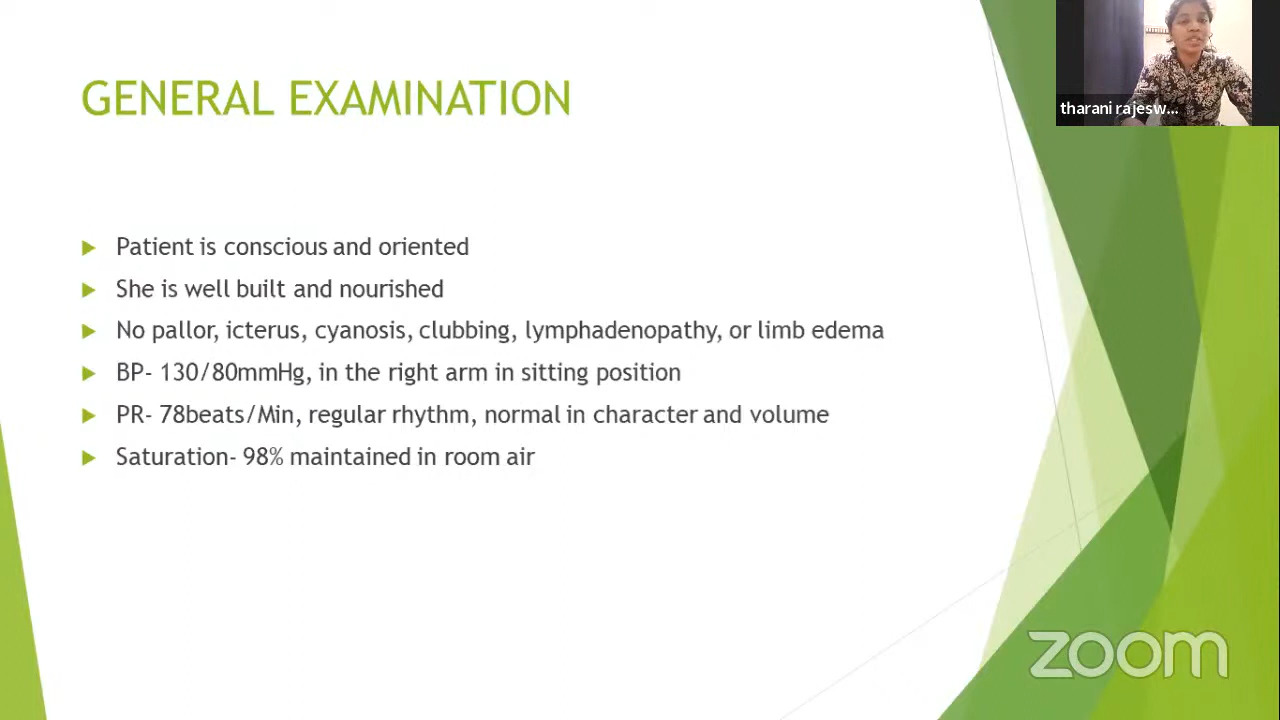 tharani rajesw...
GENERAL EXAMINATION
Patient is conscious and oriented
She is well built and nourished
No pallor, icterus, cyanosis, clubbing, lymphadenopathy, or limb edema
BP- 130/80mmHg, in the right arm in sitting position
PR- 78beats/Min, regular rhythm, normal in character and volume
Saturation- 98% maintained in room air
zoom